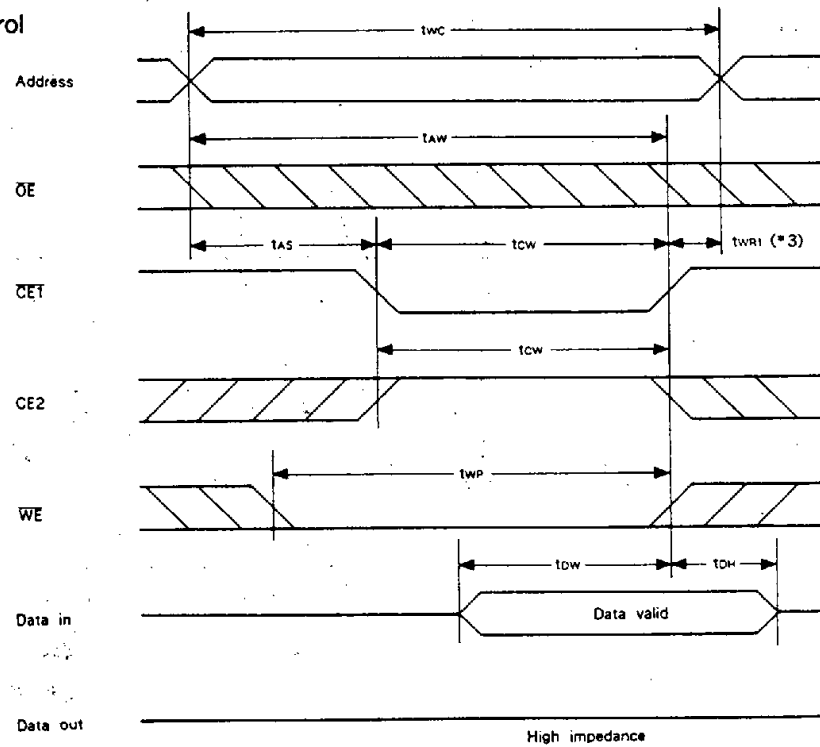 rol
twc
Address
tAW
OE
tAS
tcw
tWR1 (*3)
CE1
tcw
CE2
twP
WE
tDW
tDH
Data in
Data valid
Data out
High impedance